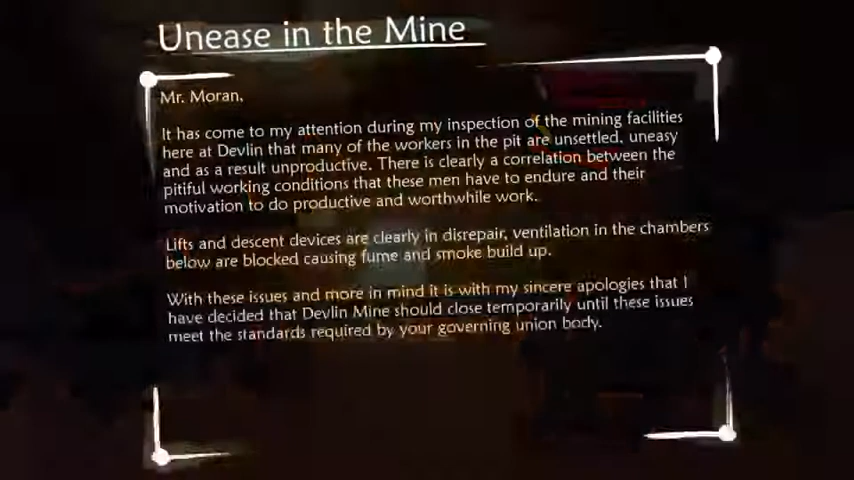 Unease in the Mine
Mr. Moran,
It has come to my attention during my inspection of the mining facilities
here at Devlin that many of the workers in the pit are unsettled, uneasy
and as a result unproductive. There is clearly a correlation between the
pitiful working conditions that these men have to endure and their
motivation to do productive and worthwhile work.
Lifts and descent devices are clearly in disrepair, ventilation in the chambers
below are blocked causing fume and smoke build up.
With these issues and more in mind it is with my sincere apologies that I
have decided that Devlin Mine should close temporarily until these issues
meet the standards required by your governing union body.